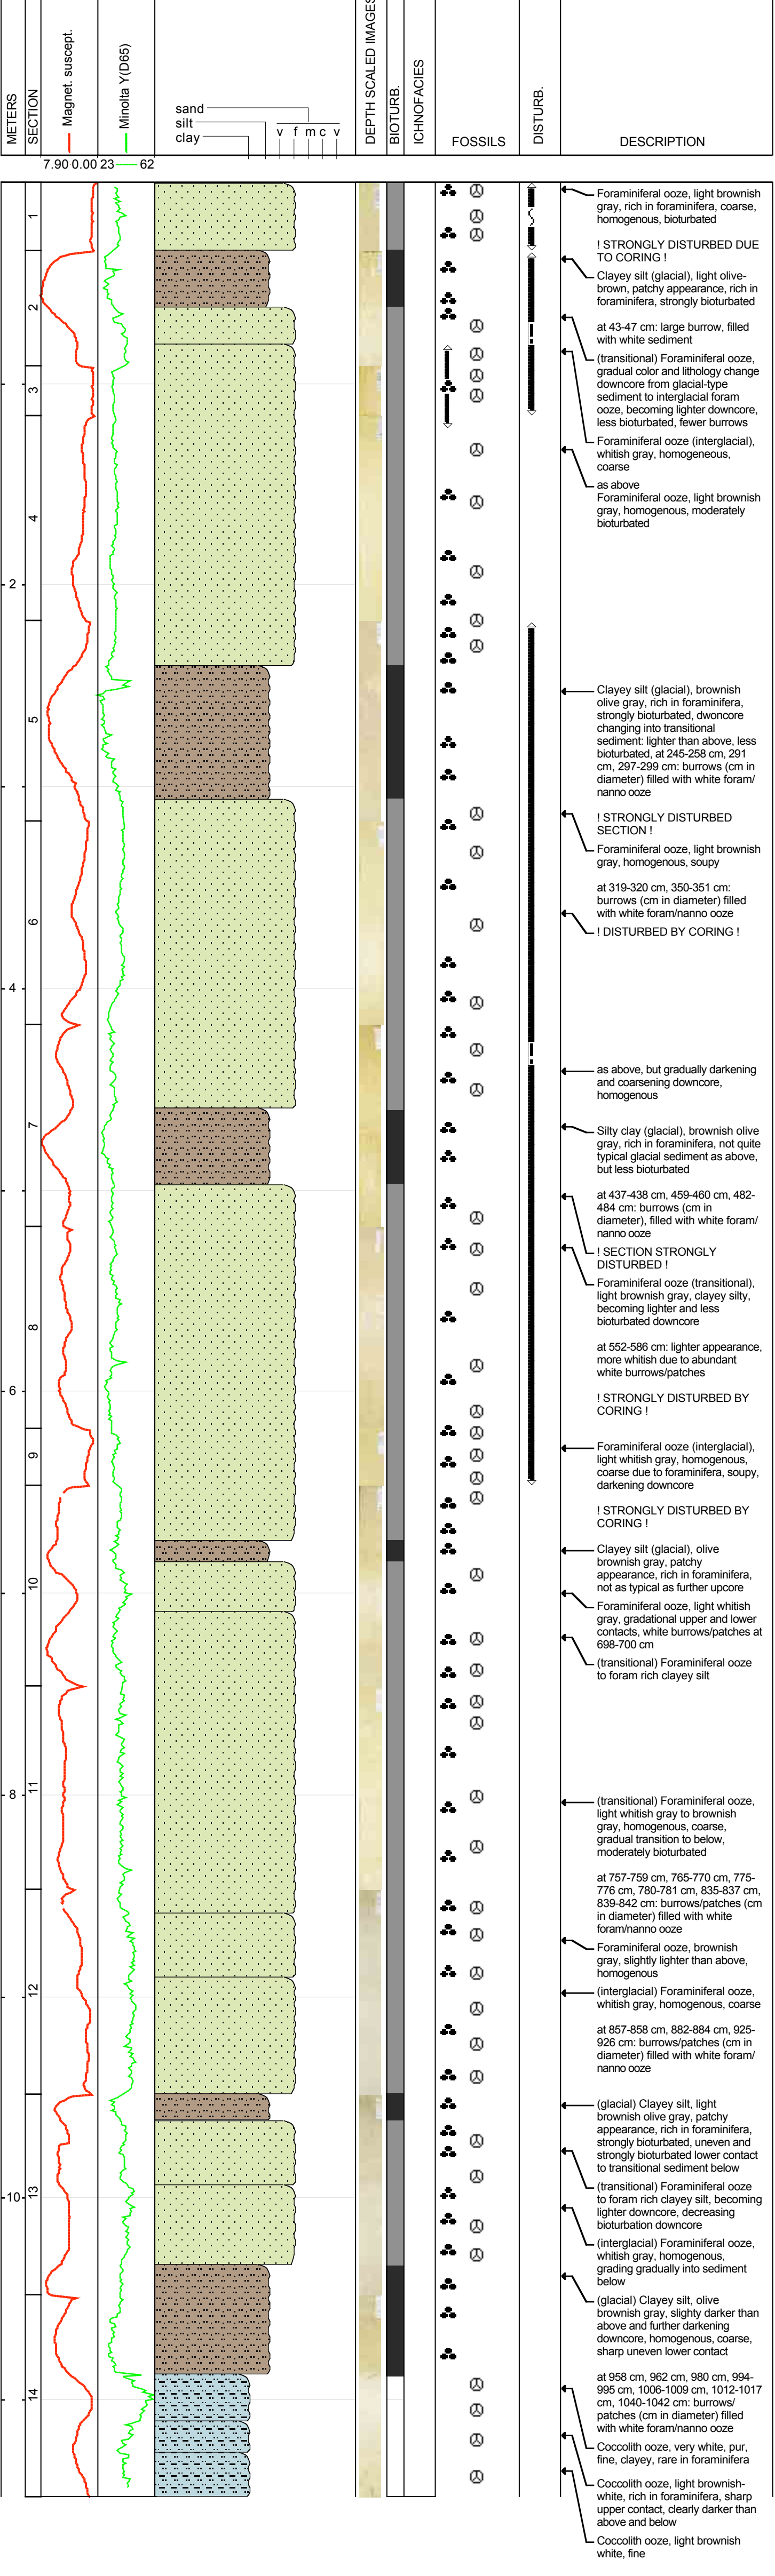 METERS
SECTION
Magnet. suscept.
Minolta Y(D65)
sand
silt
clay
v f m c v
DEPTH SCALED IMAGES
BIOTURB.
ICHNOFACIES
FOSSILS
DISTURB.
DESCRIPTION
7.90 0.00 23 62
1
2
3
4
2
5
6
4
7
8
6
9
10
11
8
12
13
10
14
Foraminiferal ooze, light brownish
gray, rich in foraminifera, coarse,
homogenous, bioturbated
! STRONGLY DISTURBED DUE
TO CORING !
Clayey silt (glacial), light olive-
brown, patchy appearance, rich in
foraminifera, strongly bioturbated
at 43-47 cm: large burrow, filled
with white sediment
(transitional) Foraminiferal ooze,
gradual color and lithology change
downcore from glacial-type
sediment to interglacial foram
ooze, becoming lighter downcore,
less bioturbated, fewer burrows
Foraminiferal ooze (interglacial),
whitish gray, homogeneous,
coarse
as above
Foraminiferal ooze, light brownish
gray, homogenous, moderately
bioturbated
Clayey silt (glacial), brownish
olive gray, rich in foraminifera,
strongly bioturbated, dwoncore
changing into transitional
sediment: lighter than above, less
bioturbated, at 245-258 cm, 291
cm, 297-299 cm: burrows (cm in
diameter) filled with white foram/
nanno ooze
! STRONGLY DISTURBED
SECTION !
Foraminiferal ooze, light brownish
gray, homogenous, soupy
at 319-320 cm, 350-351 cm:
burrows (cm in diameter) filled
with white foram/nanno ooze
! DISTURBED BY CORING !
as above, but gradually darkening
and coarsening downcore,
homogenous
Silty clay (glacial), brownish olive
gray, rich in foraminifera, not quite
typical glacial sediment as above,
but less bioturbated
at 437-438 cm, 459-460 cm, 482-
484 cm: burrows (cm in
diameter), filled with white foram/
nanno ooze
! SECTION STRONGLY
DISTURBED !
Foraminiferal ooze (transitional),
light brownish gray, clayey silty,
becoming lighter and less
bioturbated downcore
at 552-586 cm: lighter appearance,
more whitish due to abundant
white burrows/patches
! STRONGLY DISTURBED BY
CORING !
Foraminiferal ooze (interglacial),
light whitish gray, homogenous,
coarse due to foraminifera, soupy,
darkening downcore
! STRONGLY DISTURBED BY
CORING !
Clayey silt (glacial), olive
brownish gray, patchy
appearance, rich in foraminifera,
not as typical as further upcore
Foraminiferal ooze, light whitish
gray, gradational upper and lower
contacts, white burrows/patches at
698-700 cm
(transitional) Foraminiferal ooze
to foram rich clayey silt
(transitional) Foraminiferal ooze,
light whitish gray to brownish
gray, homogenous, coarse,
gradual transition to below,
moderately bioturbated
at 757-759 cm, 765-770 cm, 775-
776 cm, 780-781 cm, 835-837 cm,
839-842 cm: burrows/patches (cm
in diameter) filled with white
foram/nanno ooze
Foraminiferal ooze, brownish
gray, slightly lighter than above,
homogenous
(interglacial) Foraminiferal ooze,
whitish gray, homogenous, coarse
at 857-858 cm, 882-884 cm, 925-
926 cm: burrows/patches (cm in
diameter) filled with white foram/
nanno ooze
(glacial) Clayey silt, light
brownish olive gray, patchy
appearance, rich in foraminifera,
strongly bioturbated, uneven and
strongly bioturbated lower contact
to transitional sediment below
(transitional) Foraminiferal ooze
to foram rich clayey silt, becoming
lighter downcore, decreasing
bioturbation downcore
(interglacial) Foraminiferal ooze,
whitish gray, homogenous,
grading gradually into sediment
below
(glacial) Clayey silt, olive
brownish gray, slighty darker than
above and further darkening
downcore, homogenous, coarse,
sharp uneven lower contact
at 958 cm, 962 cm, 980 cm, 994-
995 cm, 1006-1009 cm, 1012-1017
cm, 1040-1042 cm: burrows/
patches (cm in diameter) filled
with white foram/nanno ooze
Coccolith ooze, very white, pur,
fine, clayey, rare in foraminifera
Coccolith ooze, light brownish-
white, rich in foraminifera, sharp
upper contact, clearly darker than
above and below
Coccolith ooze, light brownish
white, fine